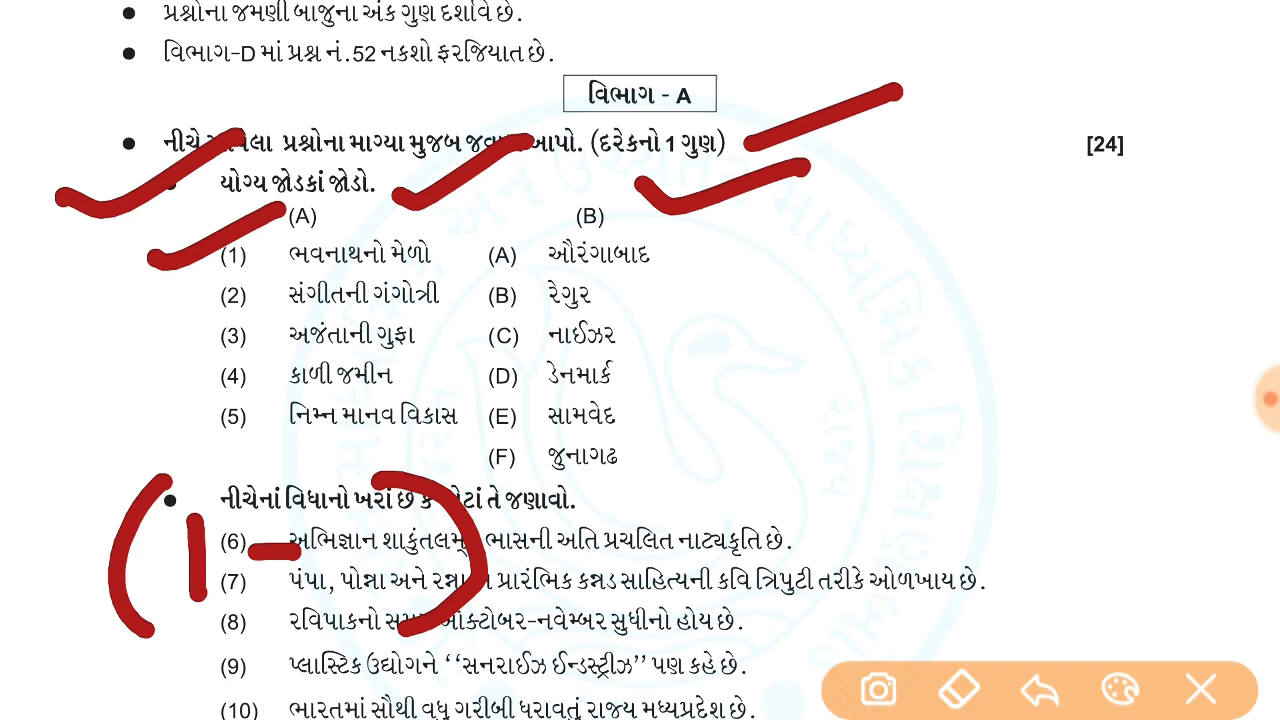 • પ્રશ્નોના જમણી બાજુના અંક ગુણ દર્શાવે છે.
• વિભાગ-D માં પ્રશ્ન નં.52 નકશો ફરજિયાત છે.
વિભાગ - A
• નીચે પ્રશ્નોના માગ્યા મુજબ આપો. (દરેકનો 1 ગુણ) [24]
• યોગ્ય જોડકાં જોડો.
(A) (B)
(1) ભવનાથનો મેળો (A) ઔરંગાબાદ
(2) સંગીતની ગંગોત્રી (B) રેગુર
(3) અજંતાની ગુફા (C) નાઈઝર
(4) કાળી જમીન (D) ડેનમાર્ક
(5) નિમ્ન માનવ વિકાસ (E) સામવેદ
(F) જુનાગઢ
• નીચેનાં વિધાનો ખરાં છે કે તે જણાવો.
(6) અભિજ્ઞાન શાકુંતલમ્ ભાસની અતિ પ્રચલિત નાટ્યકૃતિ છે.
(7) પંપા, પોન્ના અને રન્ના પ્રારંભિક કન્નડ સાહિત્યની કવિ ત્રિપુટી તરીકે ઓળખાય છે.
(8) રવિપાકનો ઑક્ટોબર-નવેમ્બર સુધીનો હોય છે.
(9) પ્લાસ્ટિક ઉદ્યોગને ‘‘સનરાઈઝ ઈન્ડસ્ટ્રીઝ’’ પણ કહે છે.
(10) ભારતમાં સૌથી વધુ ગરીબી ધરાવતું રાજ્ય મધ્યપ્રદેશ છે.
(1-)